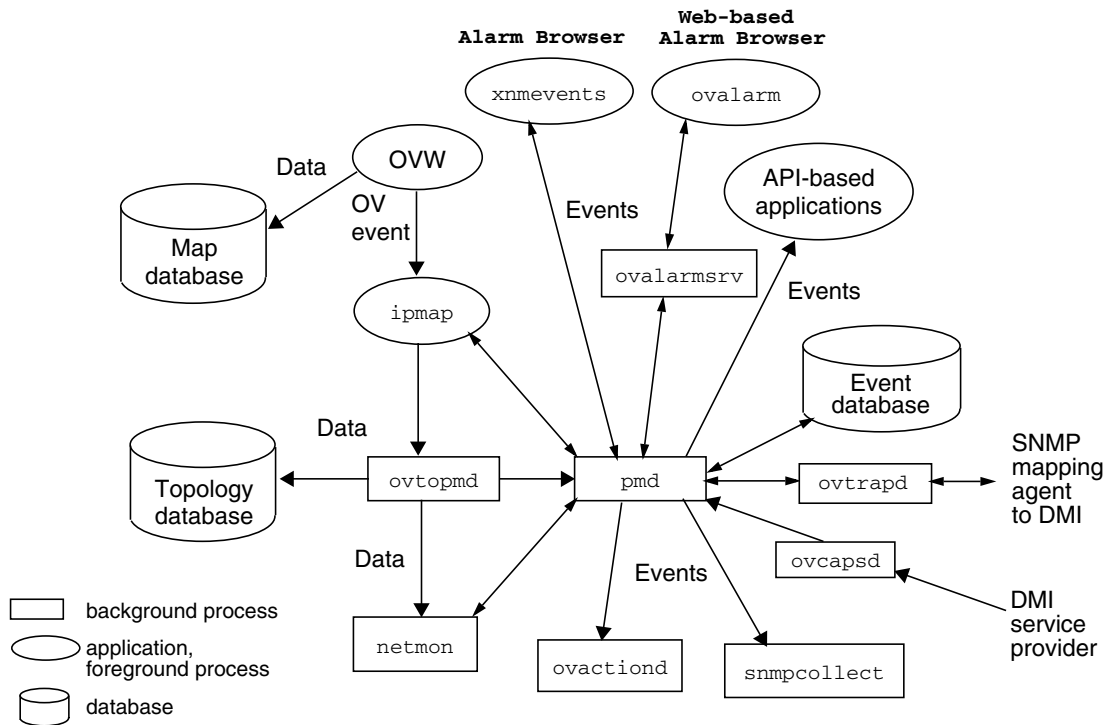 Web-based
Alarm Browser
Alarm Browser
xnmevents
ovalarm
OVW
Data
API-based
applications
OV
event
Events
Map
database
ovalarmsrv
Events
ipmap
Event
database
Data
SNMP
mapping
agent
to DMI
Topology
database
ovtopmd
pmd
ovtrapd
Data
Events
ovcapsd
DMI
service
provider
background process
application,
foreground process
database
netmon
ovactiond
snmpcollect